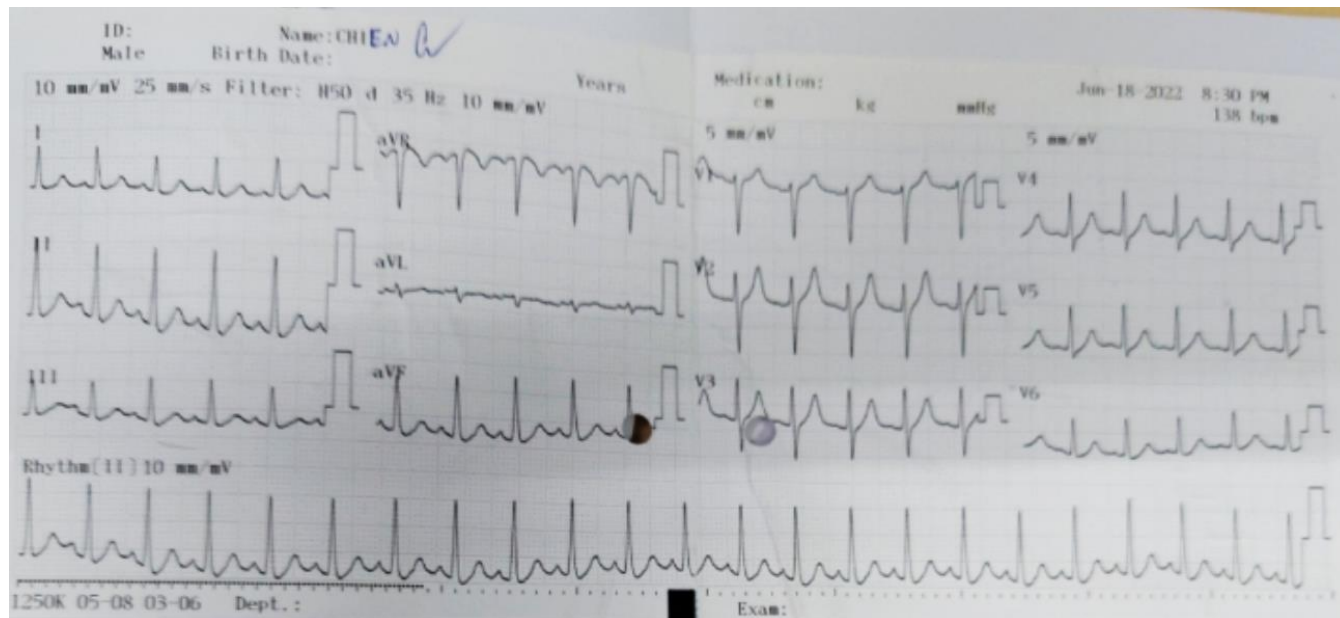 ID: Name:CHIEN
Male Birth Date:
10 mm/mV 25 mm/s Filter: H50 d 35 Hz 10 mm/mV Years Medication: Jun-18-2022 8:30 PM
cm kg mmHg 138 bpm
5 mm/mV 5 mm/mV
I aVR V1 V4
II aVL V2 V5
III aVF V3 V6
Rhythm[II]10 mm/mV
1250K 05-08 03-06 Dept.: Exam: